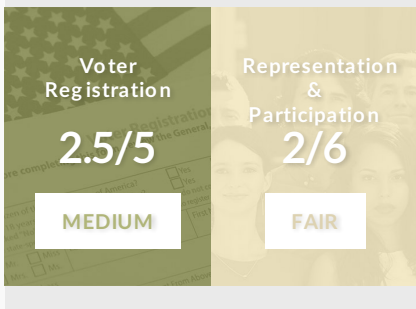 Voter
Registration
2.5/5
MEDIUM
Representation
&
Participation
2/6
FAIR